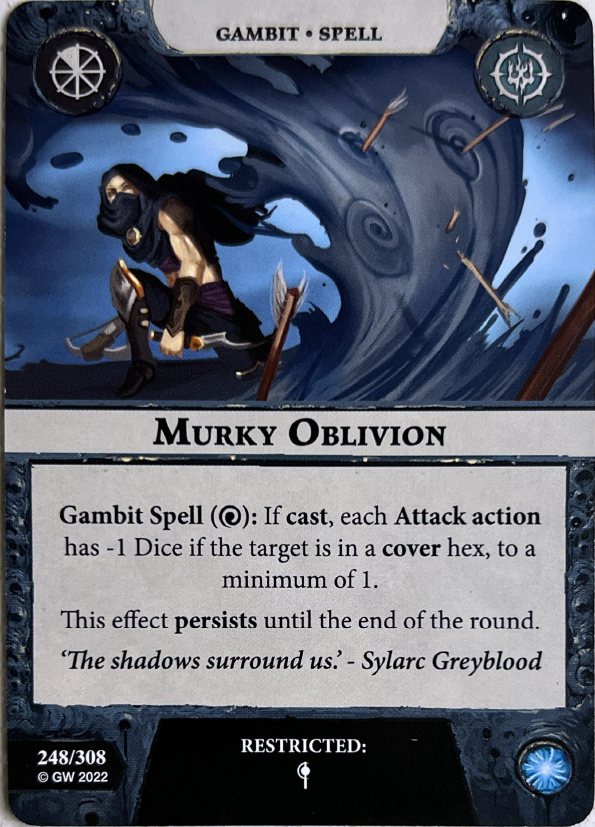 GAMBIT • SPELL
MURKY OBLIVION
Gambit Spell (): If cast, each Attack action
has -1 Dice if the target is in a cover hex, to a
minimum of 1.
This effect persists until the end of the round.
‘The shadows surround us.’ - Sylarc Greyblood
248/308
© GW 2022
RESTRICTED: